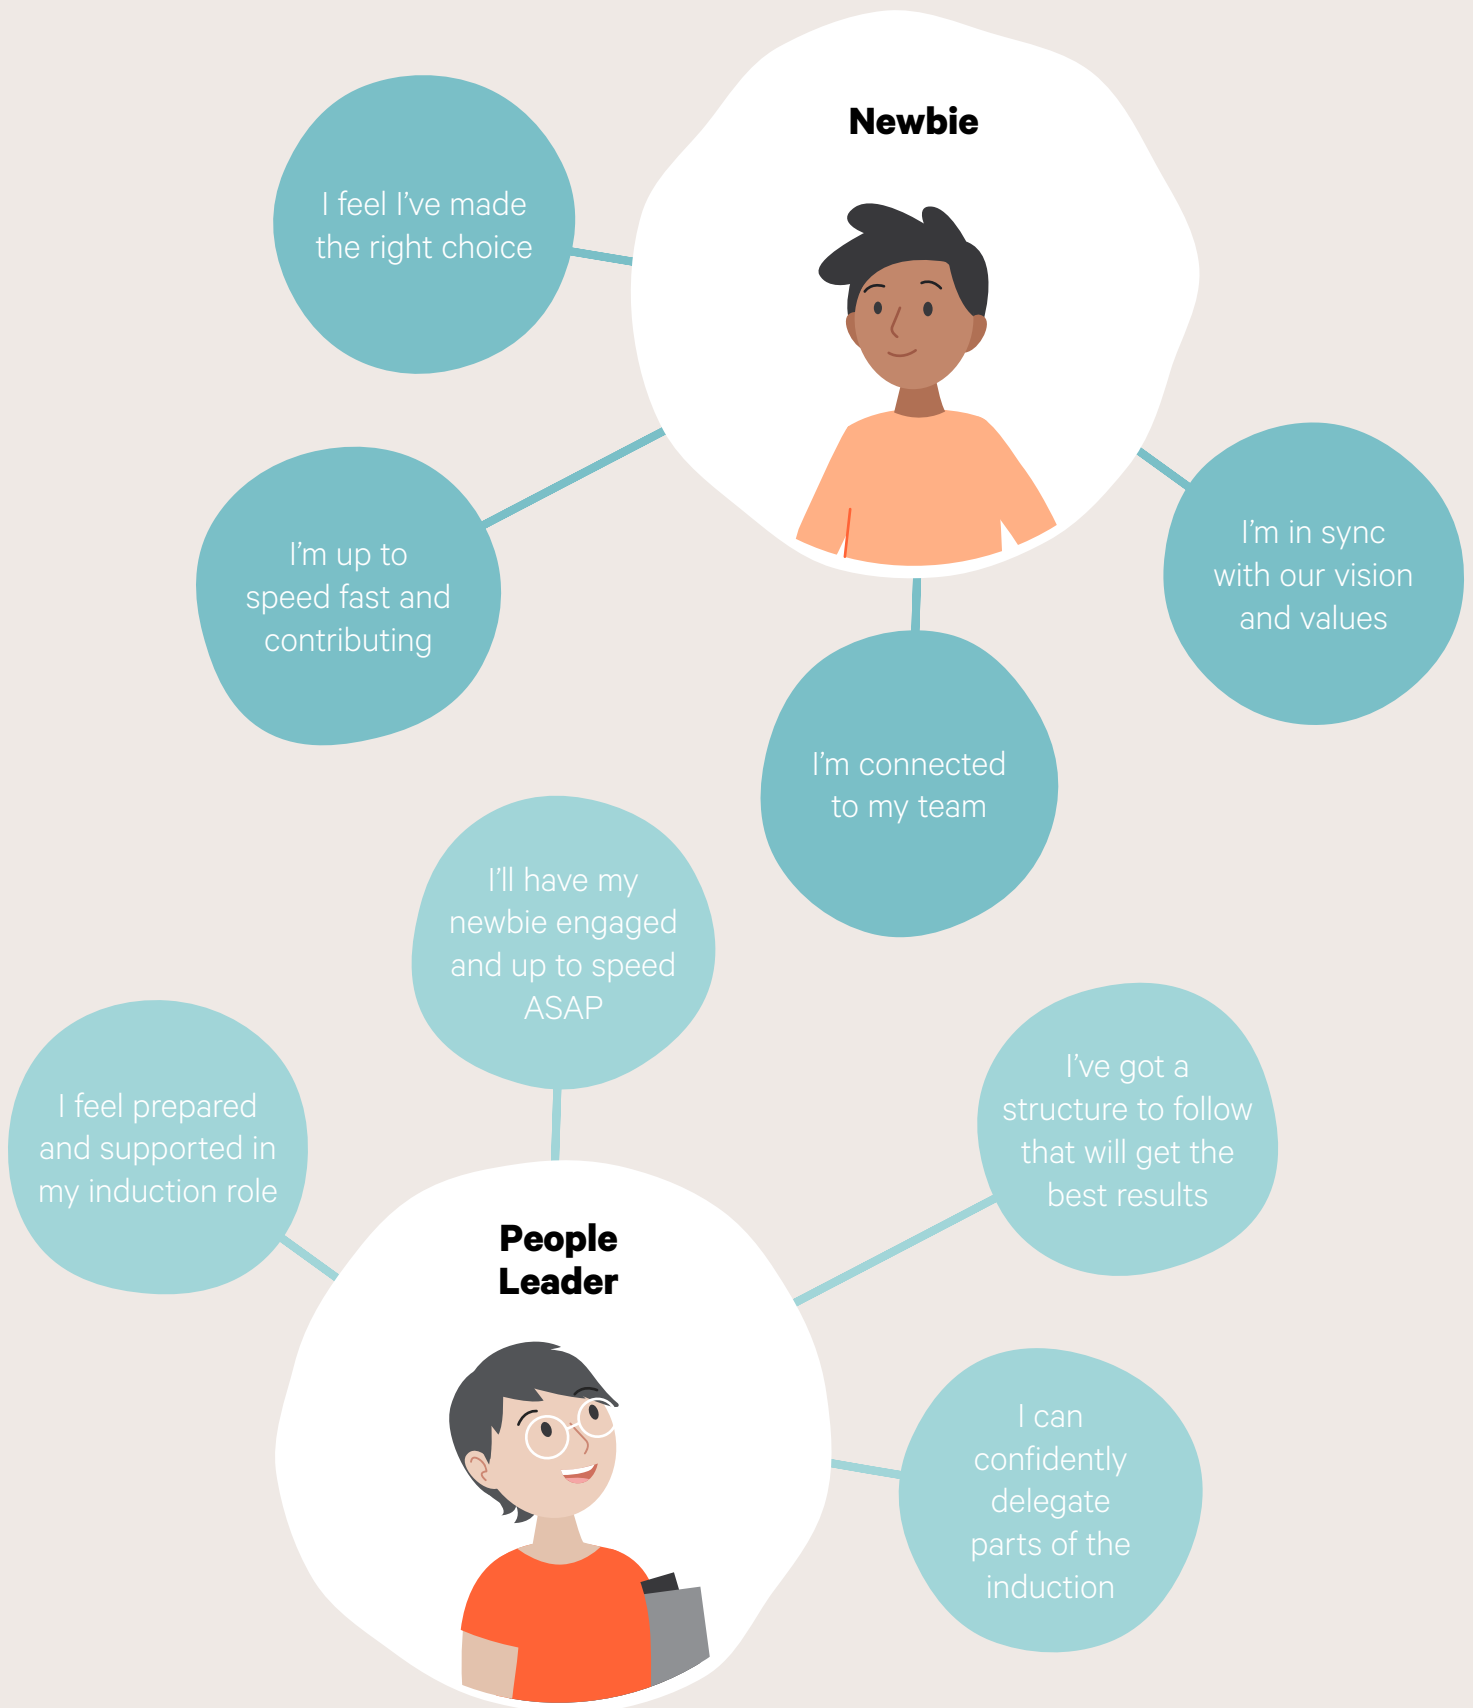 Newbie
I feel I’ve made
the right choice
I’m up to
speed fast and
contributing
I’m in sync
with our vision
and values
I’m connected
to my team
I’ll have my
newbie engaged
and up to speed
ASAP
I feel prepared
and supported in
my induction role
I’ve got a
structure to follow
that will get the
best results
People
Leader
I can
confidently
delegate
parts of the
induction